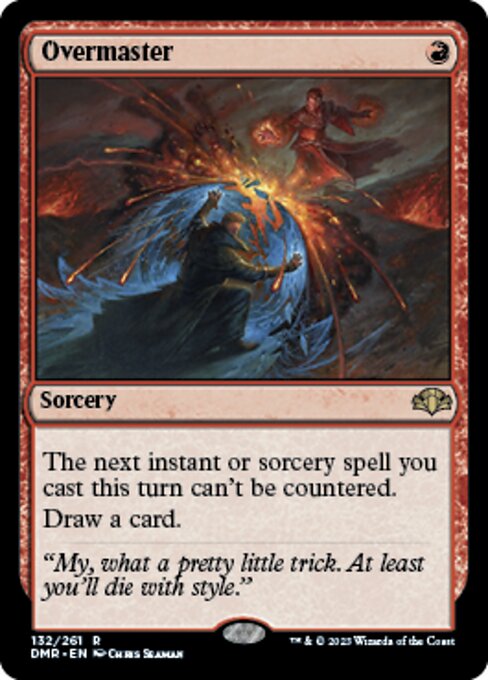 Overmaster
Sorcery
The next instant or sorcery spell you
cast this turn can't be countered.
Draw a card.
“My, what a pretty little trick. At least
you'll die with style.”
132/261 R
DMR • EN Chris Seaman
™ & © 2023 Wizards of the Coast